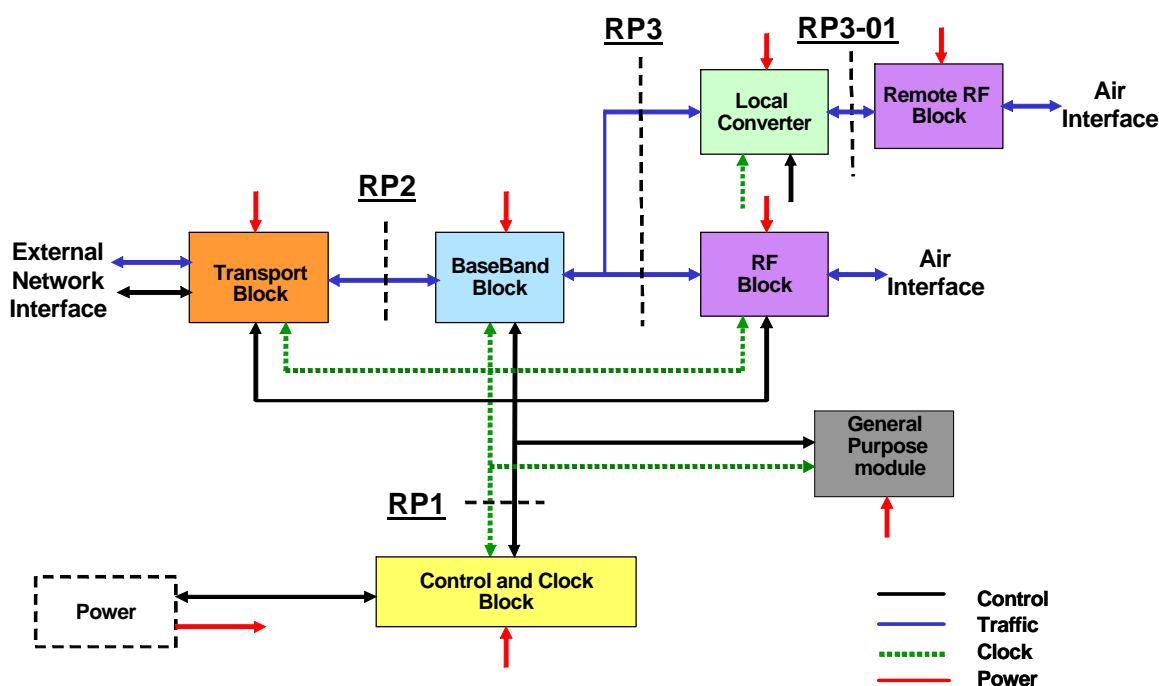 RP3
RP3-01
Local
Converter
Remote RF
Block
Air
Interface
RP2
External
Network
Interface
Transport
Block
BaseBand
Block
RF
Block
Air
Interface
General
Purpose
module
RP1
Control and Clock
Block
Power
Control
Traffic
Clock
Power